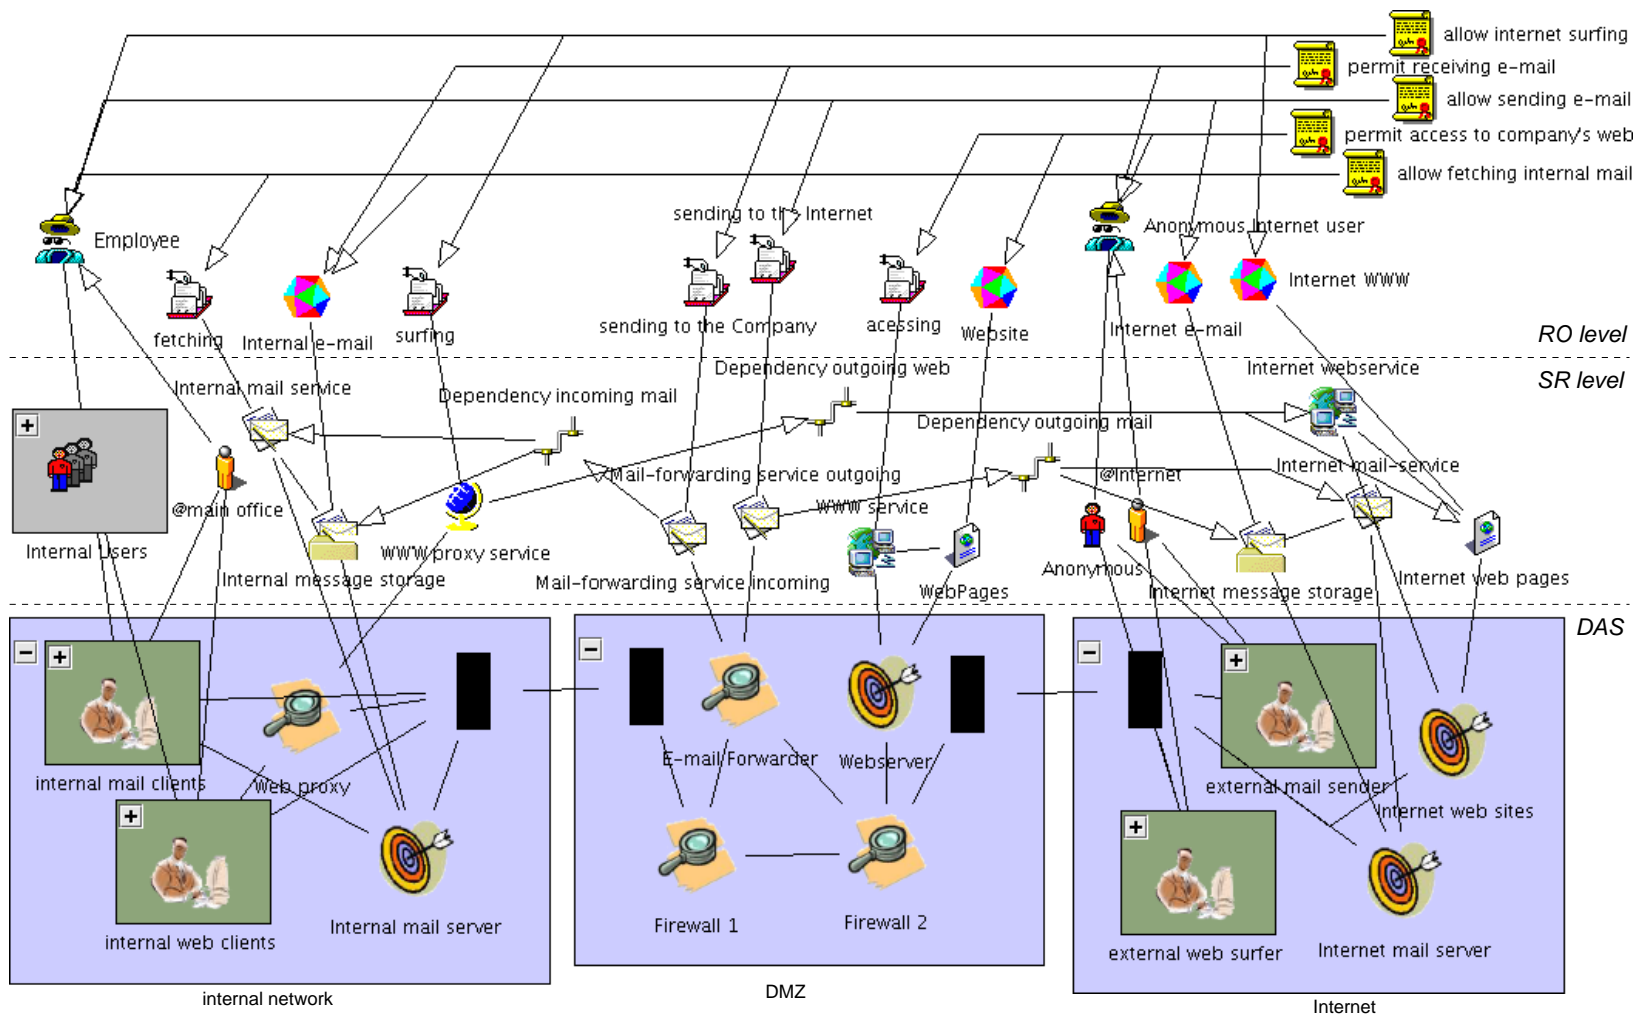 allow internet surfing
permit receiving e-mail
allow sending e-mail
permit access to company's web
allow fetching internal mail
sending to the Internet
Employee
Anonymous Internet user
Internet WWW
fetching
Internal e-mail
surfing
sending to the Company
acessing
Website
Internet e-mail
RO level
SR level
Internal mail service
Dependency incoming mail
Dependency outgoing web
Internet webservice
Dependency outgoing mail
Mail-forwarding service outgoing
@internet
Internet mail-service
@main office
WWW service
Internal Users
Internal message storage
WWW proxy service
Mail-forwarding service incoming
WebPages
Anonymous
Internet message storage
Internet web pages
DAS
internal mail clients
Web proxy
E-mail Forwarder
Webserver
external mail sender
Internet web sites
internal web clients
Internal mail server
Firewall 1
Firewall 2
external web surfer
Internet mail server
internal network
DMZ
Internet